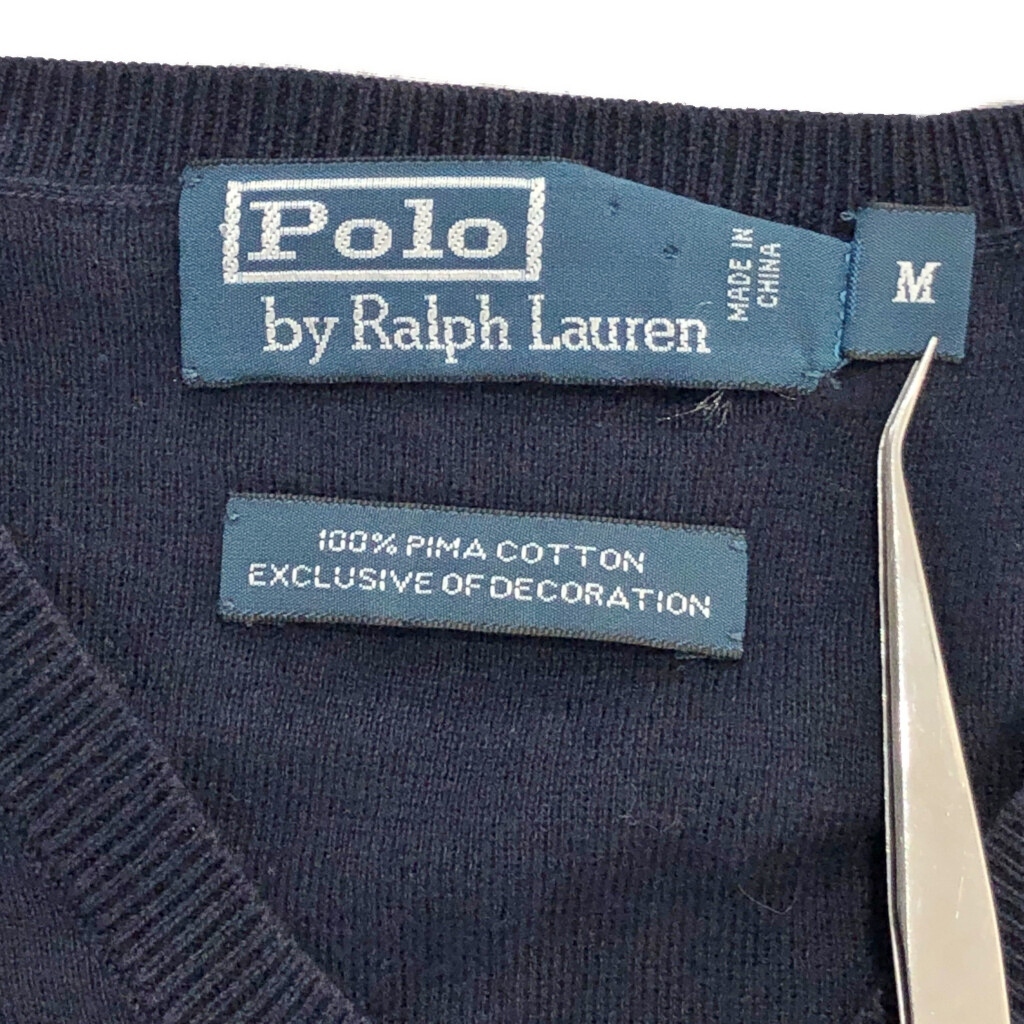 Polo
by Ralph Lauren
MADE IN
CHINA
M
100% PIMA COTTON
EXCLUSIVE OF DECORATION